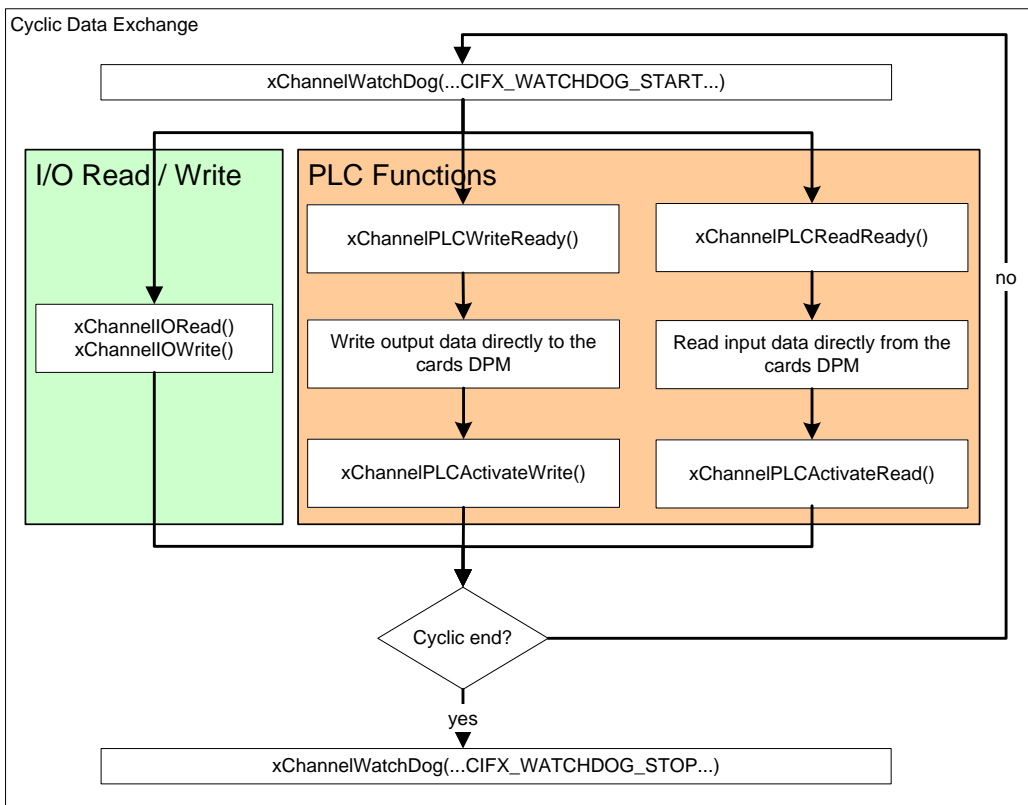 Cyclic Data Exchange
xChannelWatchDog(...CIFX_WATCHDOG_START...)
I/O Read / Write
xChannelIORead()
xChannelIOWrite()
PLC Functions
xChannelPLCWriteReady()
Write output data directly to the
cards DPM
xChannelPLCActivateWrite()
xChannelPLCReadReady()
Read input data directly from the
cards DPM
xChannelPLCActivateRead()
no
Cyclic end?
yes
xChannelWatchDog(...CIFX_WATCHDOG_STOP...)